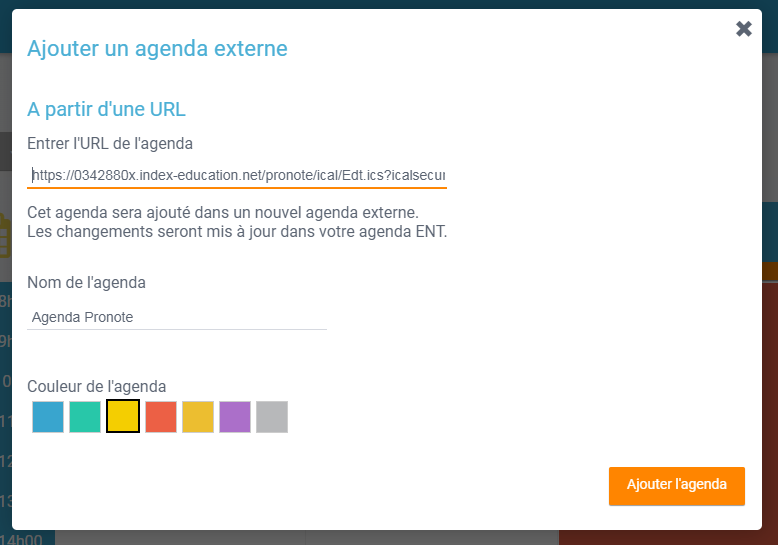 Ajouter un agenda externe
A partir d'une URL
Entrer l'URL de l'agenda
https://0342880x.index-education.net/pronote/ical/Edt.ics?icalsecur
Cet agenda sera ajouté dans un nouvel agenda externe.
Les changements seront mis à jour dans votre agenda ENT.
Nom de l'agenda
Agenda Pronote
Couleur de l'agenda
Ajouter l'agenda
14h00